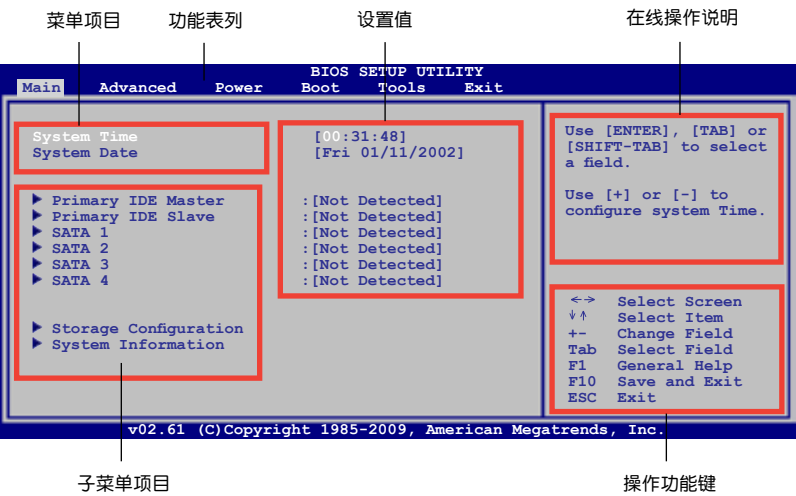 菜单项目 功能表列 设置值 在线操作说明
BIOS SETUP UTILITY
Main Advanced Power Boot Tools Exit
System Time [00:31:48]
System Date [Fri 01/11/2002]
Primary IDE Master :[Not Detected]
Primary IDE Slave :[Not Detected]
SATA 1 :[Not Detected]
SATA 2 :[Not Detected]
SATA 3 :[Not Detected]
SATA 4 :[Not Detected]
Storage Configuration
System Information
Use [ENTER], [TAB] or
[SHIFT-TAB] to select
a field.
Use [+] or [-] to
configure system Time.
←→ Select Screen
↓↑ Select Item
+- Change Field
Tab Select Field
F1 General Help
F10 Save and Exit
ESC Exit
v02.61 (C)Copyright 1985-2009, American Megatrends, Inc.
子菜单项目 操作功能键